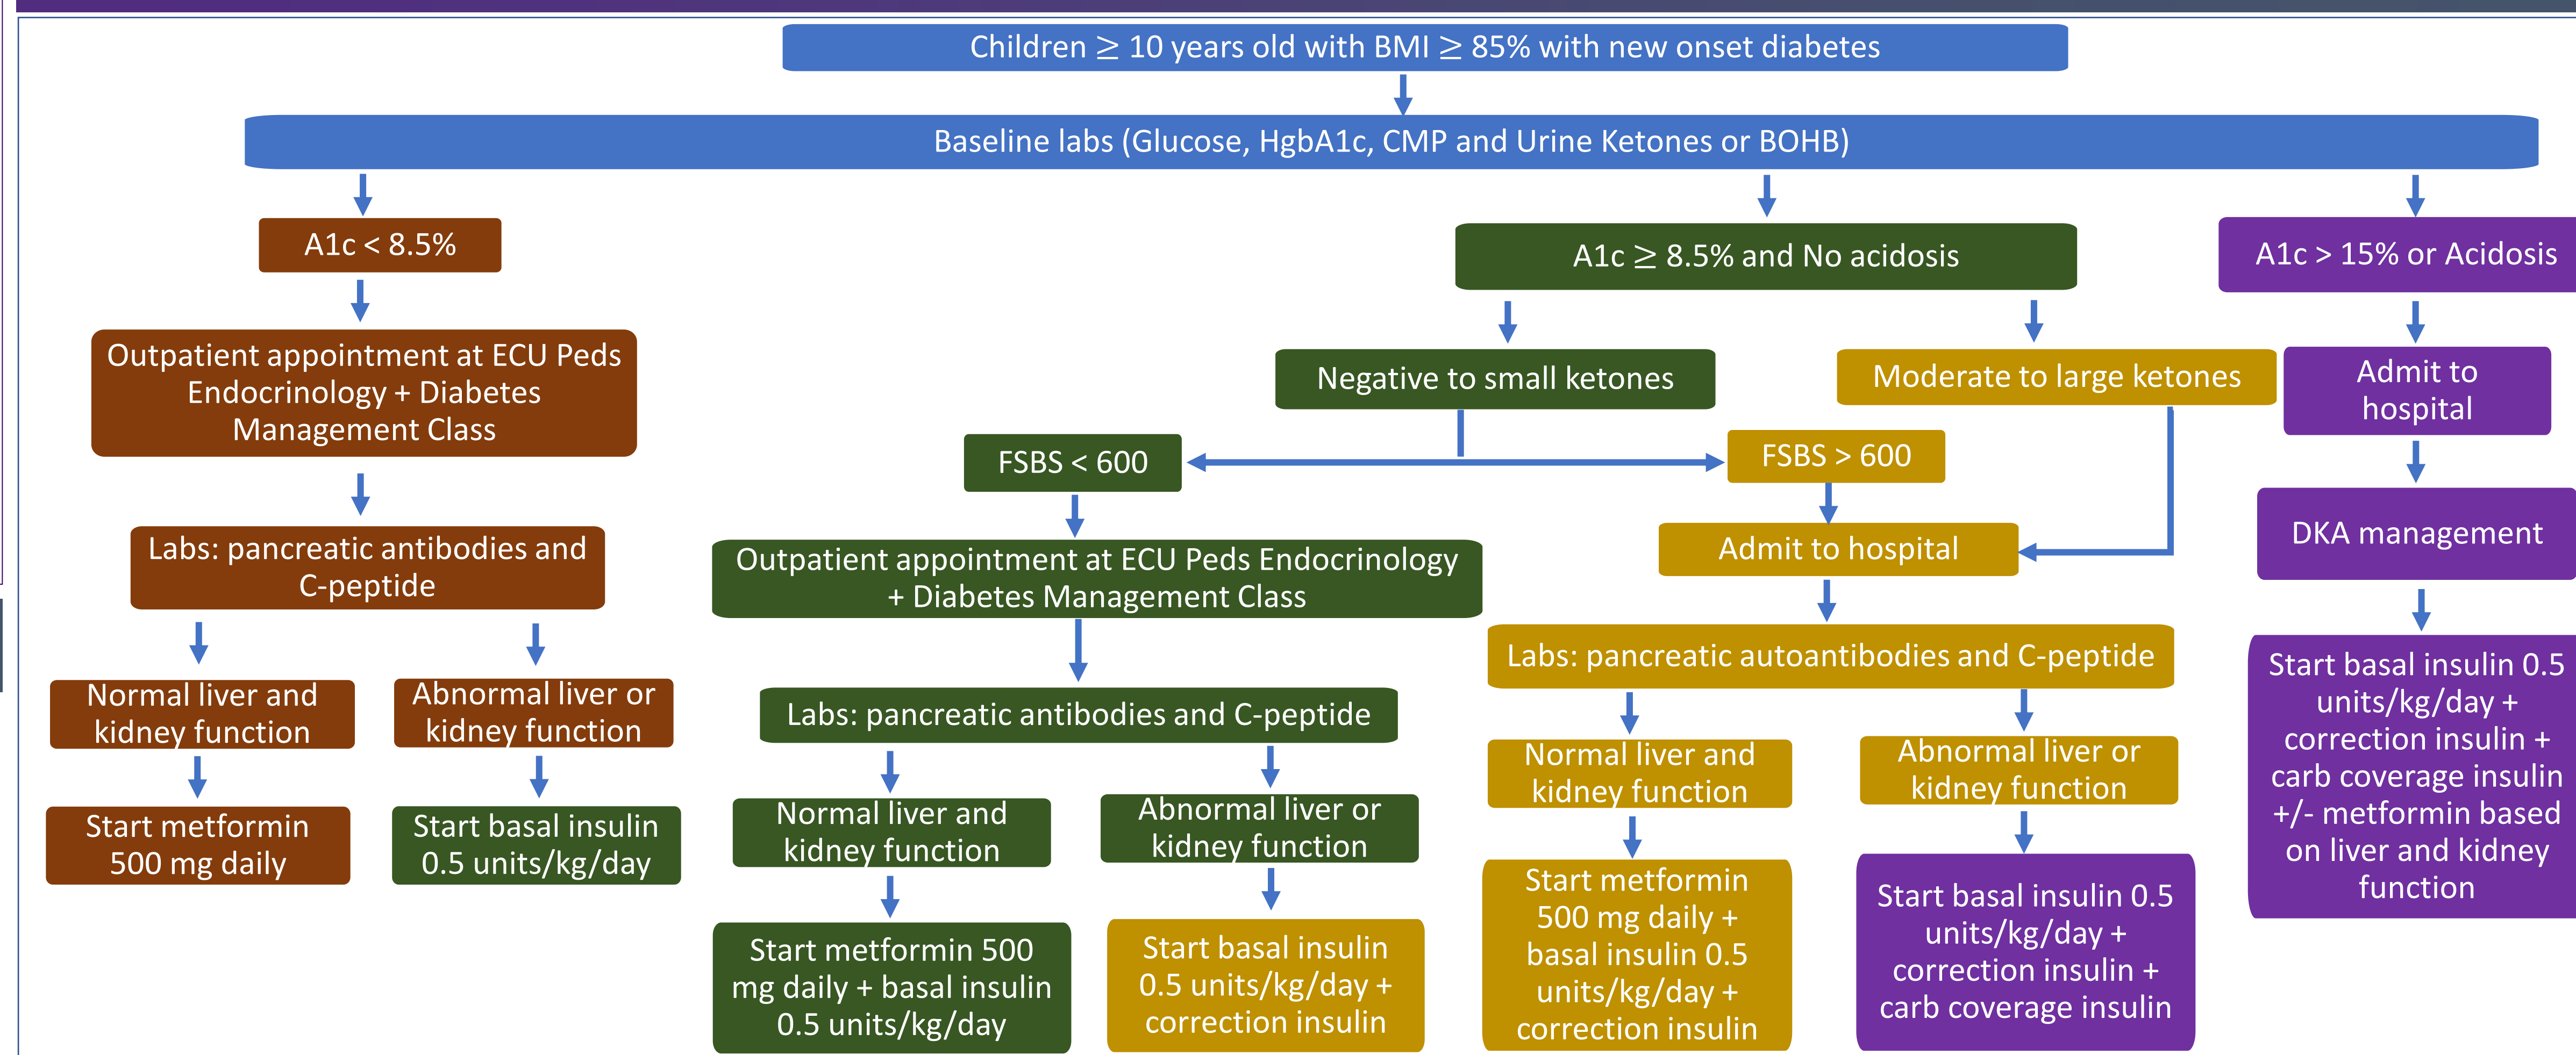 Children ≥ 10 years old with BMI ≥ 85% with new onset diabetes
Baseline labs (Glucose, HgbA1c, CMP and Urine Ketones or BOHB)
A1c < 8.5%
Outpatient appointment at ECU Peds
Endocrinology + Diabetes
Management Class
Labs: pancreatic antibodies and
C-peptide
Normal liver and
kidney function
Start metformin
500 mg daily
Abnormal liver or
kidney function
Start basal insulin
0.5 units/kg/day
A1c ≥ 8.5% and No acidosis
Negative to small ketones
FSBS < 600
Outpatient appointment at ECU Peds Endocrinology
+ Diabetes Management Class
Labs: pancreatic antibodies and C-peptide
Normal liver and
kidney function
Start metformin 500
mg daily + basal insulin
0.5 units/kg/day
Abnormal liver or
kidney function
Start basal insulin
0.5 units/kg/day +
correction insulin
Moderate to large ketones
FSBS > 600
Admit to hospital
Labs: pancreatic autoantibodies and C-peptide
Normal liver and
kidney function
Start metformin
500 mg daily +
basal insulin 0.5
units/kg/day +
correction insulin
Abnormal liver or
kidney function
Start basal insulin 0.5
units/kg/day +
correction insulin +
carb coverage insulin
A1c > 15% or Acidosis
Admit to
hospital
DKA management
Start basal insulin 0.5
units/kg/day +
correction insulin +
carb coverage insulin
+/- metformin based
on liver and kidney
function